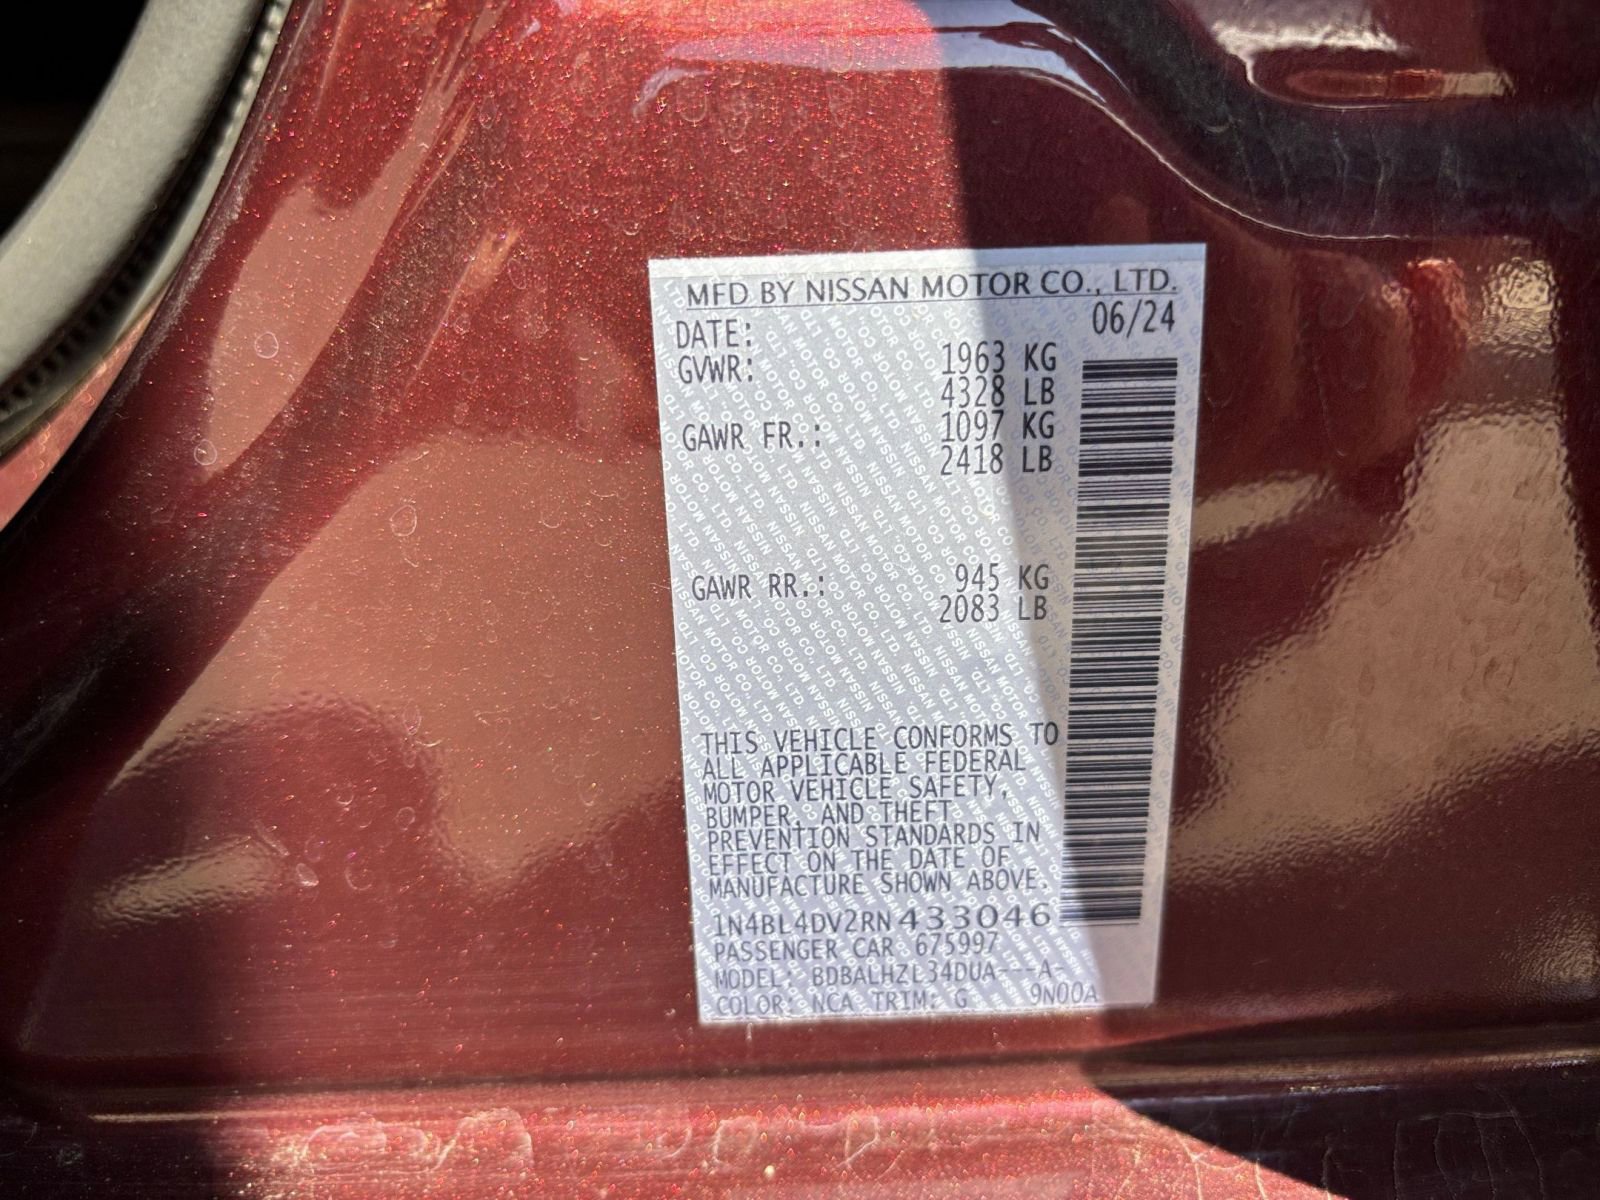 MFD BY NISSAN MOTOR CO., LTD.
DATE: 06/24
GVWR: 1963 KG
4328 LB
GAWR FR.: 1097 KG
2418 LB
GAWR RR.: 945 KG
2083 LB
THIS VEHICLE CONFORMS TO
ALL APPLICABLE FEDERAL
MOTOR VEHICLE SAFETY,
BUMPER, AND THEFT
PREVENTION STANDARDS IN
EFFECT ON THE DATE OF
MANUFACTURE SHOWN ABOVE.
1N4BL4DV2RN433046
PASSENGER CAR 675997
MODEL: BDBALHZL34DUA---A-
COLOR: NCA TRIM: G 9N00A